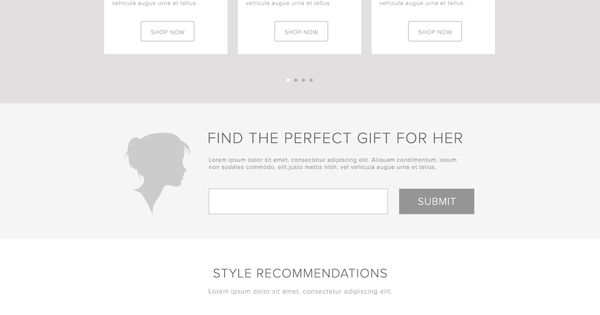 vehicula augue urna et tellus.
vehicula augue urna et tellus.
vehicula augue urna et tellus.
SHOP NOW
SHOP NOW
SHOP NOW
FIND THE PERFECT GIFT FOR HER
Lorem ipsum dolor sit amet, consectetur adipiscing elit. Aliquam condimentum, ipsum
non sodales commodo, elit justo mattis nibh, vel vehicula augue urna et tellus.
SUBMIT
STYLE RECOMMENDATIONS
Lorem ipsum dolor sit amet, consectetur adipiscing elit.